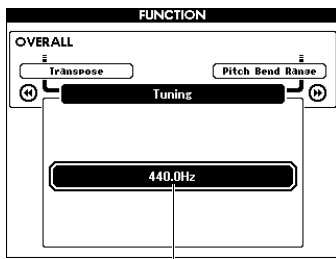 FUNCTION
OVERALL
Transpose
Pitch Bend Range
Tuning
440.0Hz